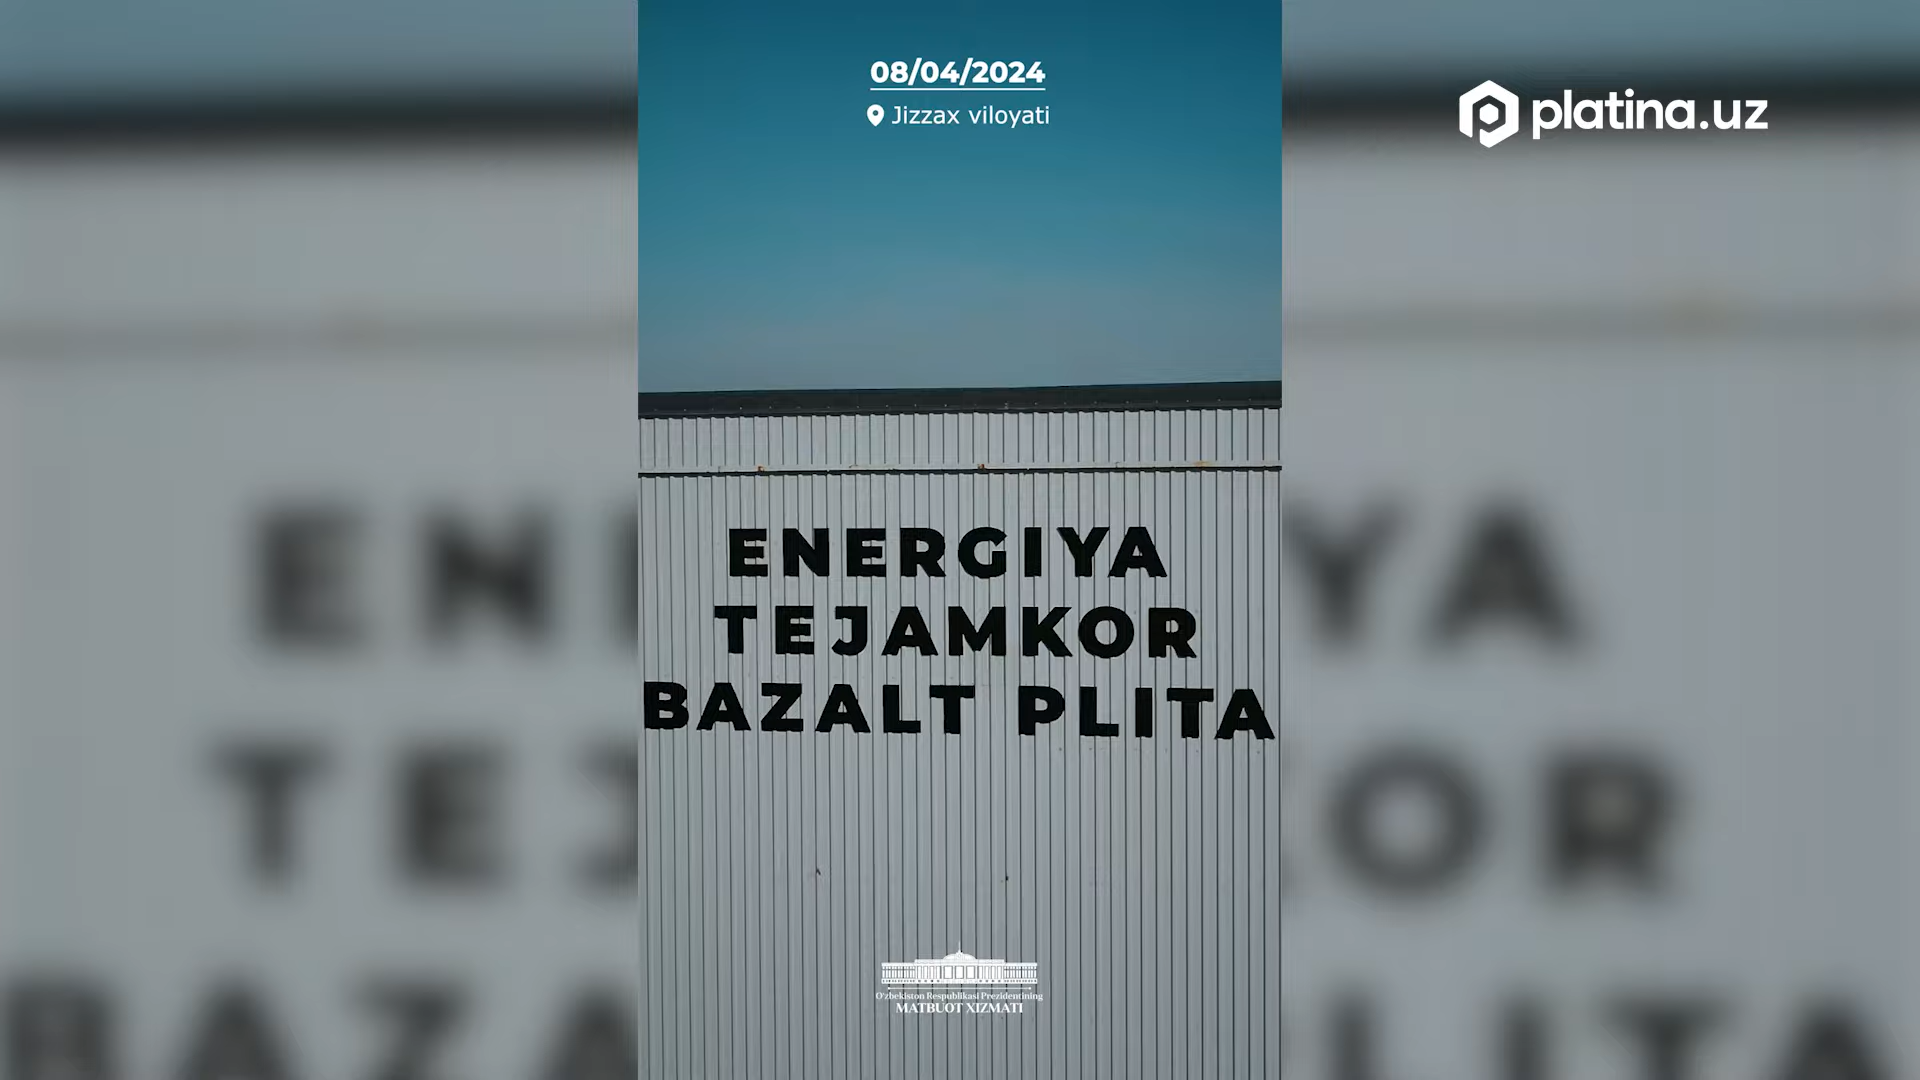 08/04/2024
Jizzax viloyati
platina.uz
ENERGIYA
TEJAMKOR
BAZALT PLITA
O'zbekiston Respublikasi Prezidentining
MATBUOT XIZMATI